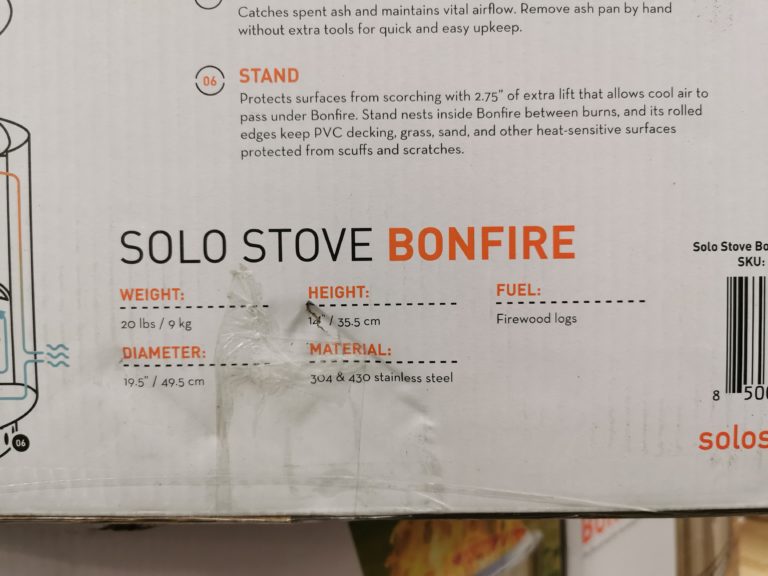 Catches spent ash and maintains vital airflow. Remove ash pan by hand
without extra tools for quick and easy upkeep.
06 STAND
Protects surfaces from scorching with 2.75" of extra lift that allows cool air to
pass under Bonfire. Stand nests inside Bonfire between burns, and its rolled
edges keep PVC decking, grass, sand, and other heat-sensitive surfaces
protected from scuffs and scratches.
SOLO STOVE BONFIRE
WEIGHT:
20 lbs / 9 kg
HEIGHT:
14" / 35.5 cm
FUEL:
Firewood logs
DIAMETER:
19.5" / 49.5 cm
MATERIAL:
304 & 430 stainless steel
Solo Stove Bo
SKU:
8 500
solos
06